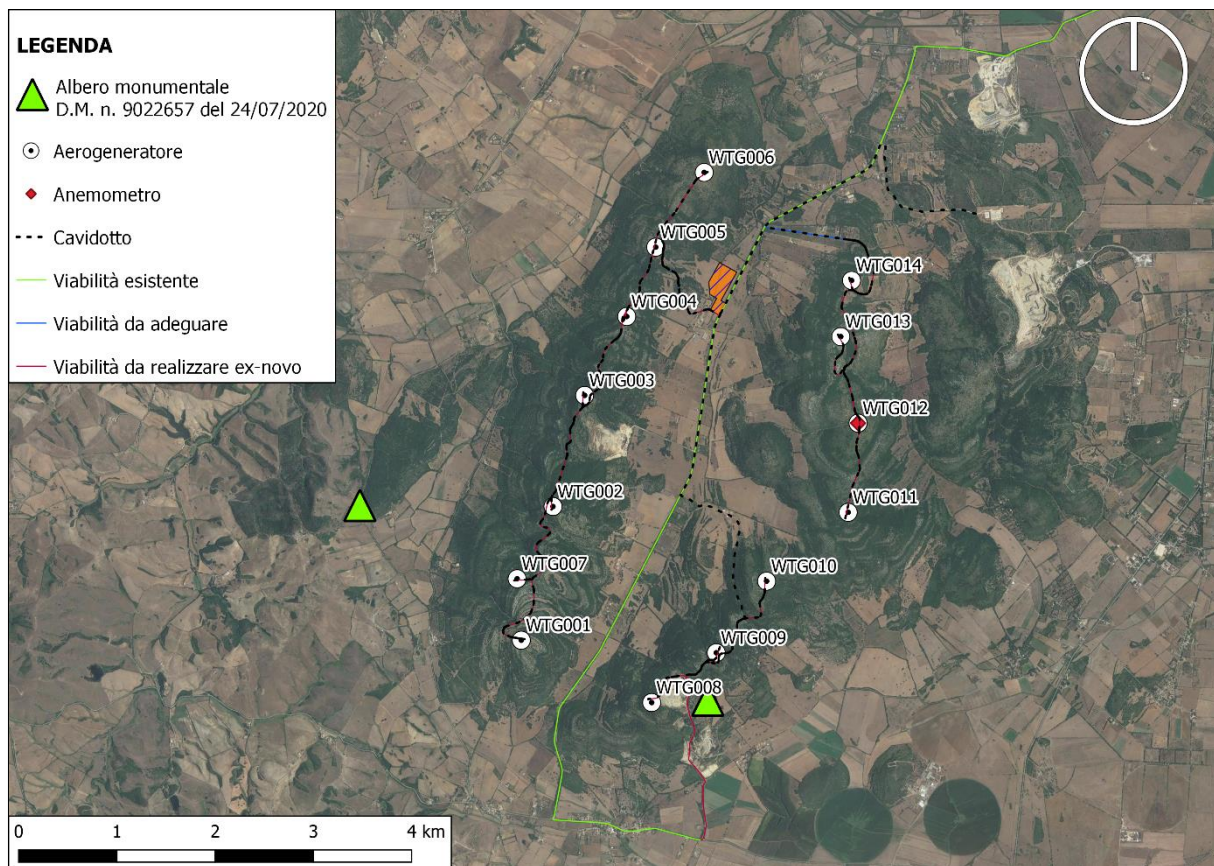 LEGENDA
Albero monumentale
D.M. n. 9022657 del 24/07/2020
Aerogeneratore
Anemometro
Cavidotto
Viabilità esistente
Viabilità da adeguare
Viabilità da realizzare ex-novo
WTG006
WTG005
WTG014
WTG004
WTG013
WTG003
WTG012
WTG002
WTG011
WTG007
WTG010
WTG001
WTG009
WTG008
0 1 2 3 4 km